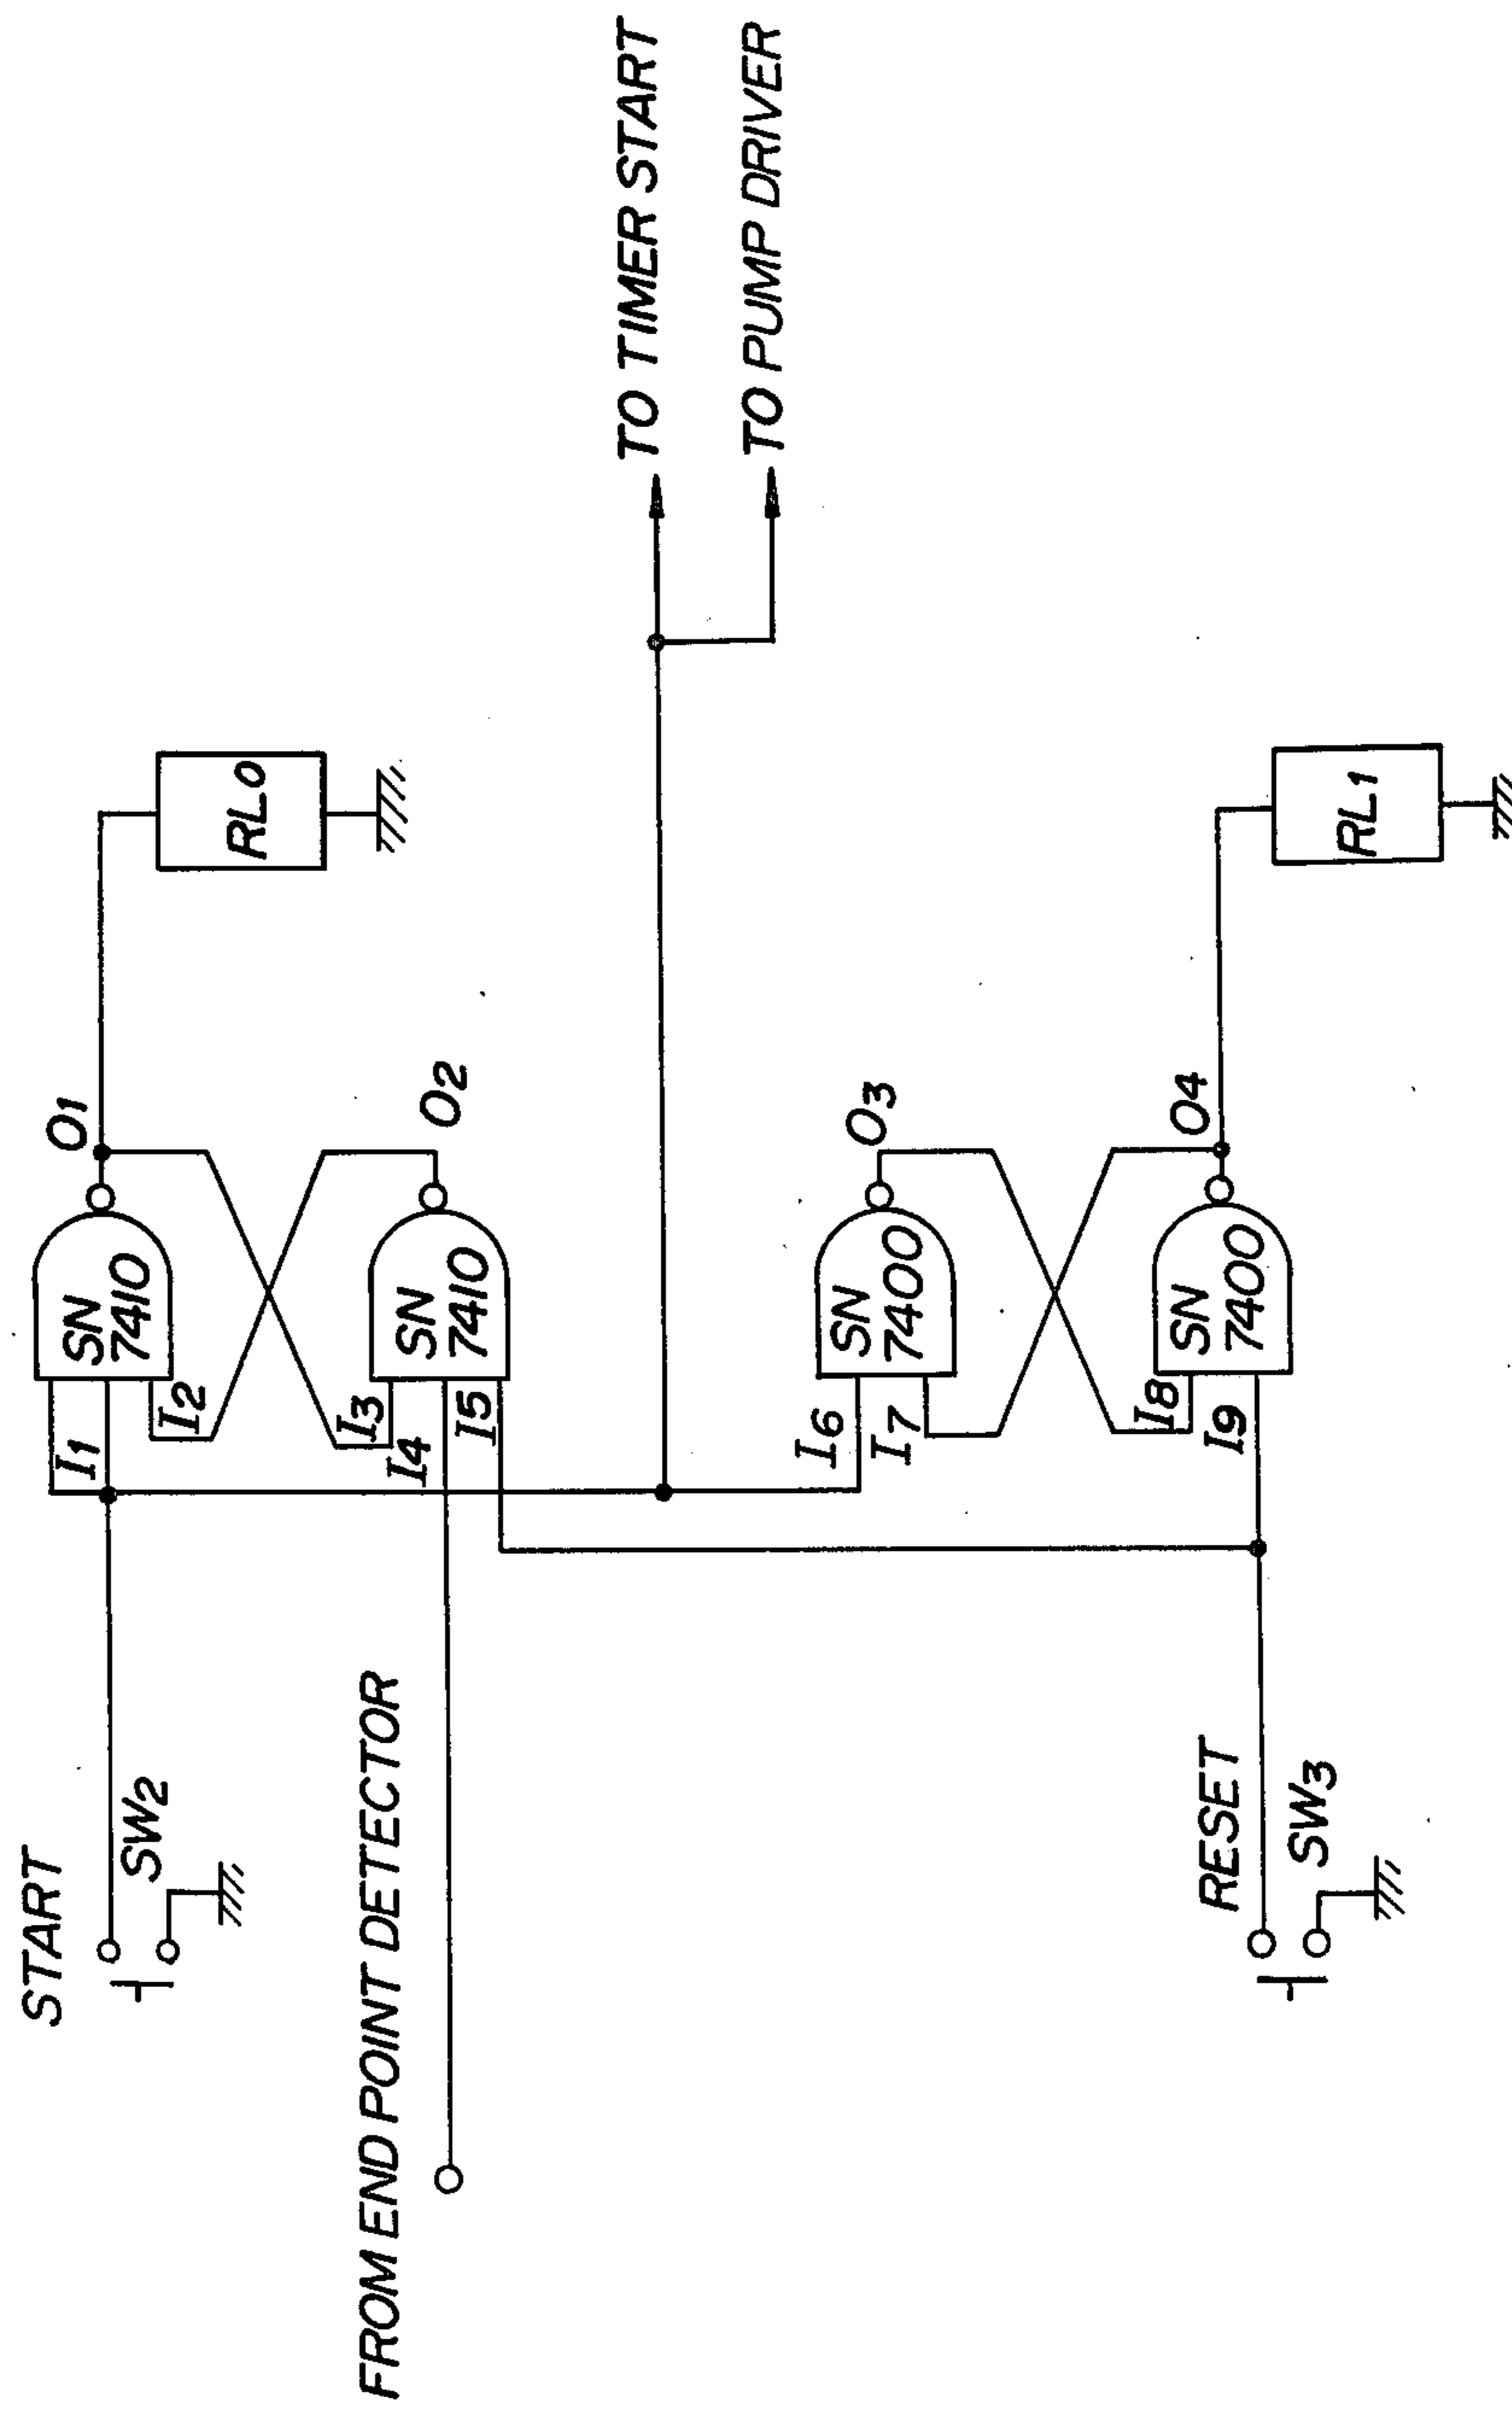 START
SW2
I1
I2
SN
7410
O1
RL0
FROM END POINT DETECTOR
I3
I4
I5
SN
7410
O2
TO TIMER START
TO PUMP DRIVER
I6
I7
SN
7400
O3
RESET
SW3
I8
I9
SN
7400
O4
RL1